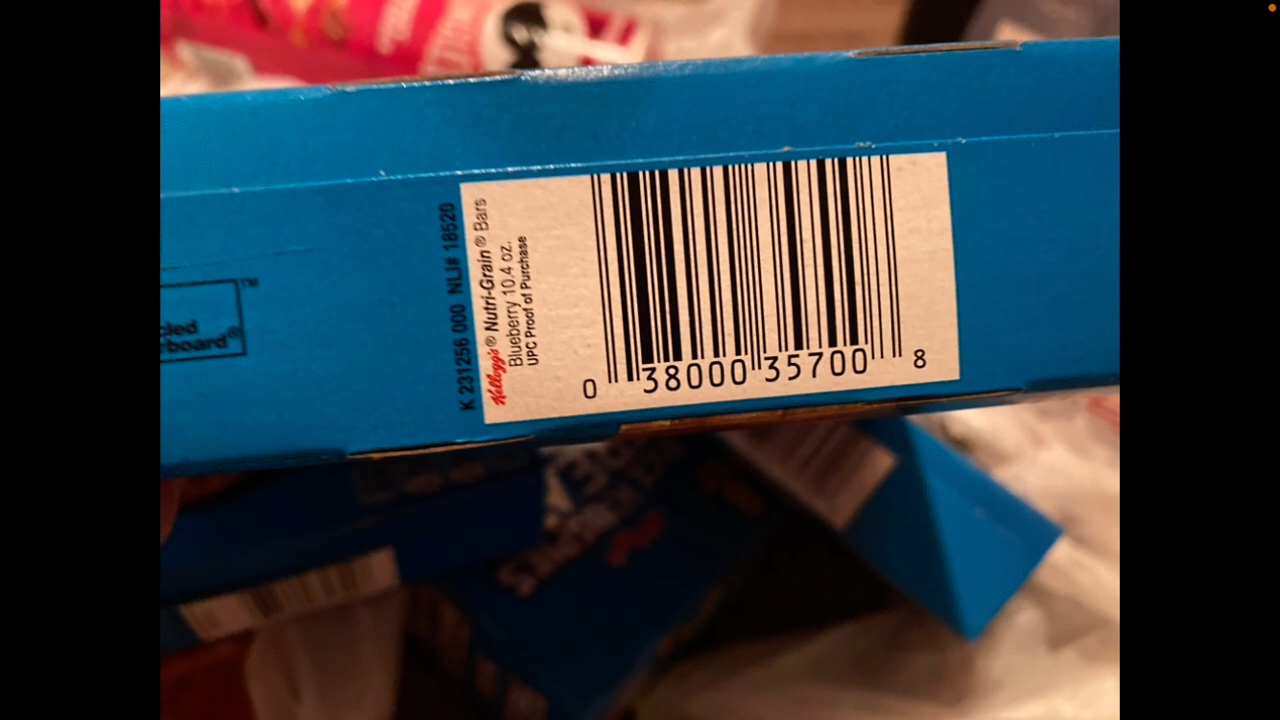 K 231256 000 NLI# 18520
Kellogg's® Nutri-Grain® Bars
Blueberry 10.4 oz.
UPC Proof of Purchase
0 38000 35700 8
TM
board®